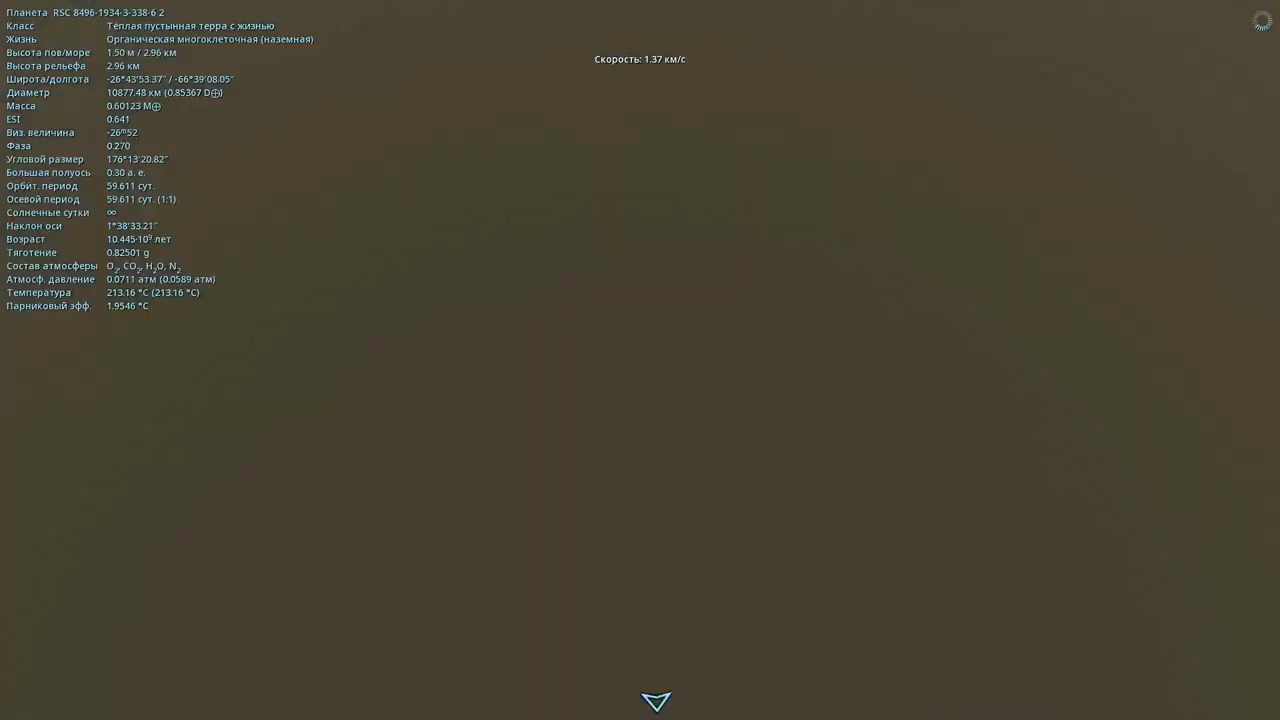 Планета RSC 8496-1934-3-338-6 2
Скорость: 1.37 км/с
Класс Тёплая пустынная терра с жизнью
Жизнь Органическая многоклеточная (наземная)
Высота пов/море 1.50 м / 2.96 км
Высота рельефа 2.96 км
Широта/долгота -26°43'53.37" / -66°39'08.05"
Диаметр 10877.48 км (0.85367 D⊕)
Масса 0.60123 M⊕
ESI 0.641
Виз. величина -26ᵐ52
Фаза 0.270
Угловой размер 176°13'20.82"
Большая полуось 0.30 а. е.
Орбит. период 59.611 сут.
Осевой период 59.611 сут. (1:1)
Солнечные сутки ∞
Наклон оси 1°38'33.21"
Возраст 10.445·10⁹ лет
Тяготение 0.82501 g
Состав атмосферы O₂, CO₂, H₂O, N₂
Атмосф. давление 0.0711 атм (0.0589 атм)
Температура 213.16 °C (213.16 °C)
Парниковый эфф. 1.9546 °C